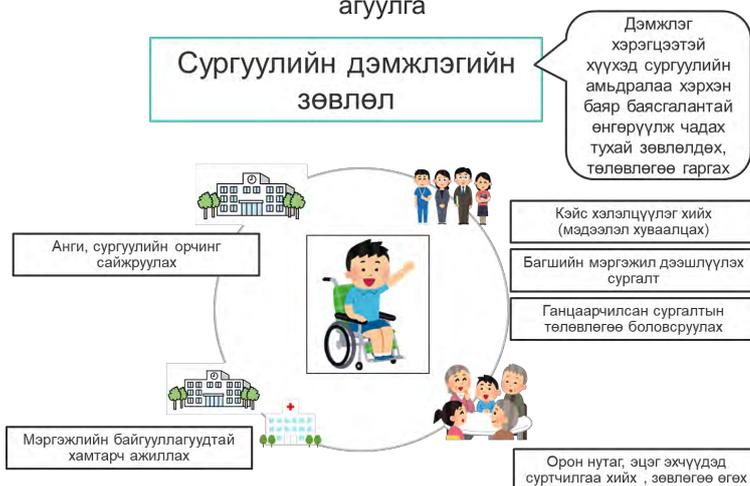 агуулга
Сургуулийн дэмжлэгийн
зөвлөл
Дэмжлэг
хэрэгцээтэй
хүүхэд сургуулийн
амьдралаа хэрхэн
баяр баясгалантай
өнгөрүүлж чадах
тухай зөвлөлдөх,
төлөвлөгөө гаргах
Кэйс хэлэлцүүлэг хийх
(мэдээлэл хуваалцах)
Анги, сургуулийн орчинг
сайжруулах
Багшийн мэргэжил дээшлүүлэх
сургалт
Ганцаарчилсан сургалтын
төлөвлөгөө боловсруулах
Мэргэжлийн байгууллагуудтай
хамтарч ажиллах
Орон нутаг, эцэг эхчүүдэд
суртчилгаа хийх , зөвлөгөө өгөх